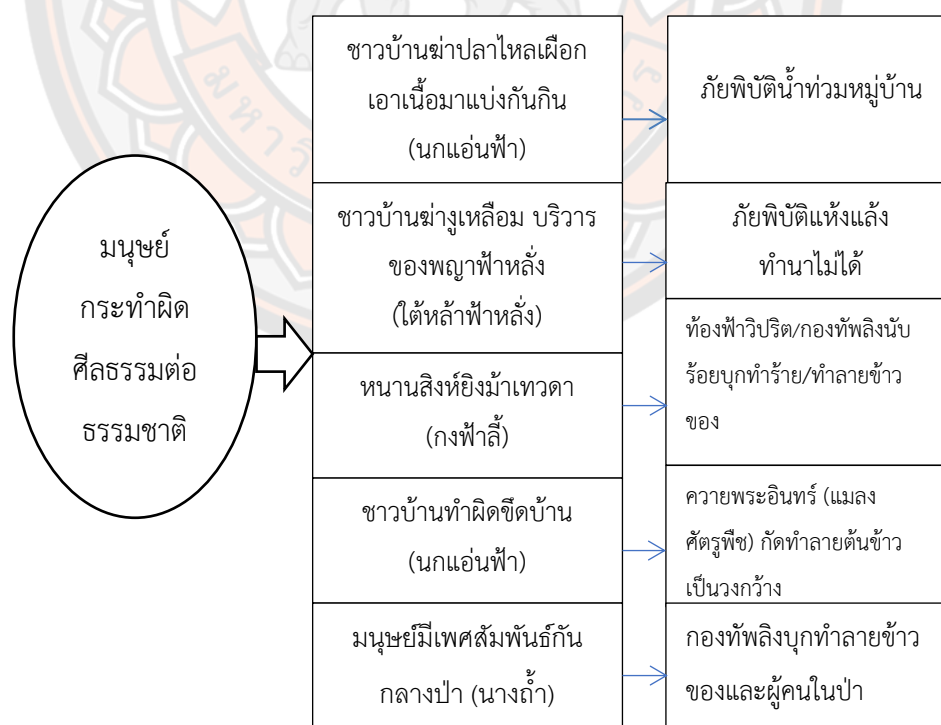 มนุษย์
กระทำผิด
ศีลธรรมต่อ
ธรรมชาติ
ชาวบ้านฆ่าปลาไหลเผือก
เอาเนื้อมาแบ่งกันกิน
(นกแอ่นฟ้า)
ภัยพิบัติน้ำท่วมหมู่บ้าน
ชาวบ้านฆ่างูเหลือม บริวาร
ของพญาฟ้าหลั่ง
(ใต้หล้าฟ้าหลั่ง)
ภัยพิบัติแห้งแล้ง
ทำนาไม่ได้
หนานสิงห์ยิงม้าเทวดา
(กงฟ้าลี้)
ท้องฟ้าวิปริต/กองทัพลิงนับ
ร้อยบุกทำร้าย/ทำลายข้าว
ของ
ชาวบ้านทำผิดขึดบ้าน
(นกแอ่นฟ้า)
ควายพระอินทร์ (แมลง
ศัตรูพืช) กัดทำลายต้นข้าว
เป็นวงกว้าง
มนุษย์มีเพศสัมพันธ์กัน
กลางป่า (นางถ้ำ)
กองทัพลิงบุกทำลายข้าว
ของและผู้คนในป่า